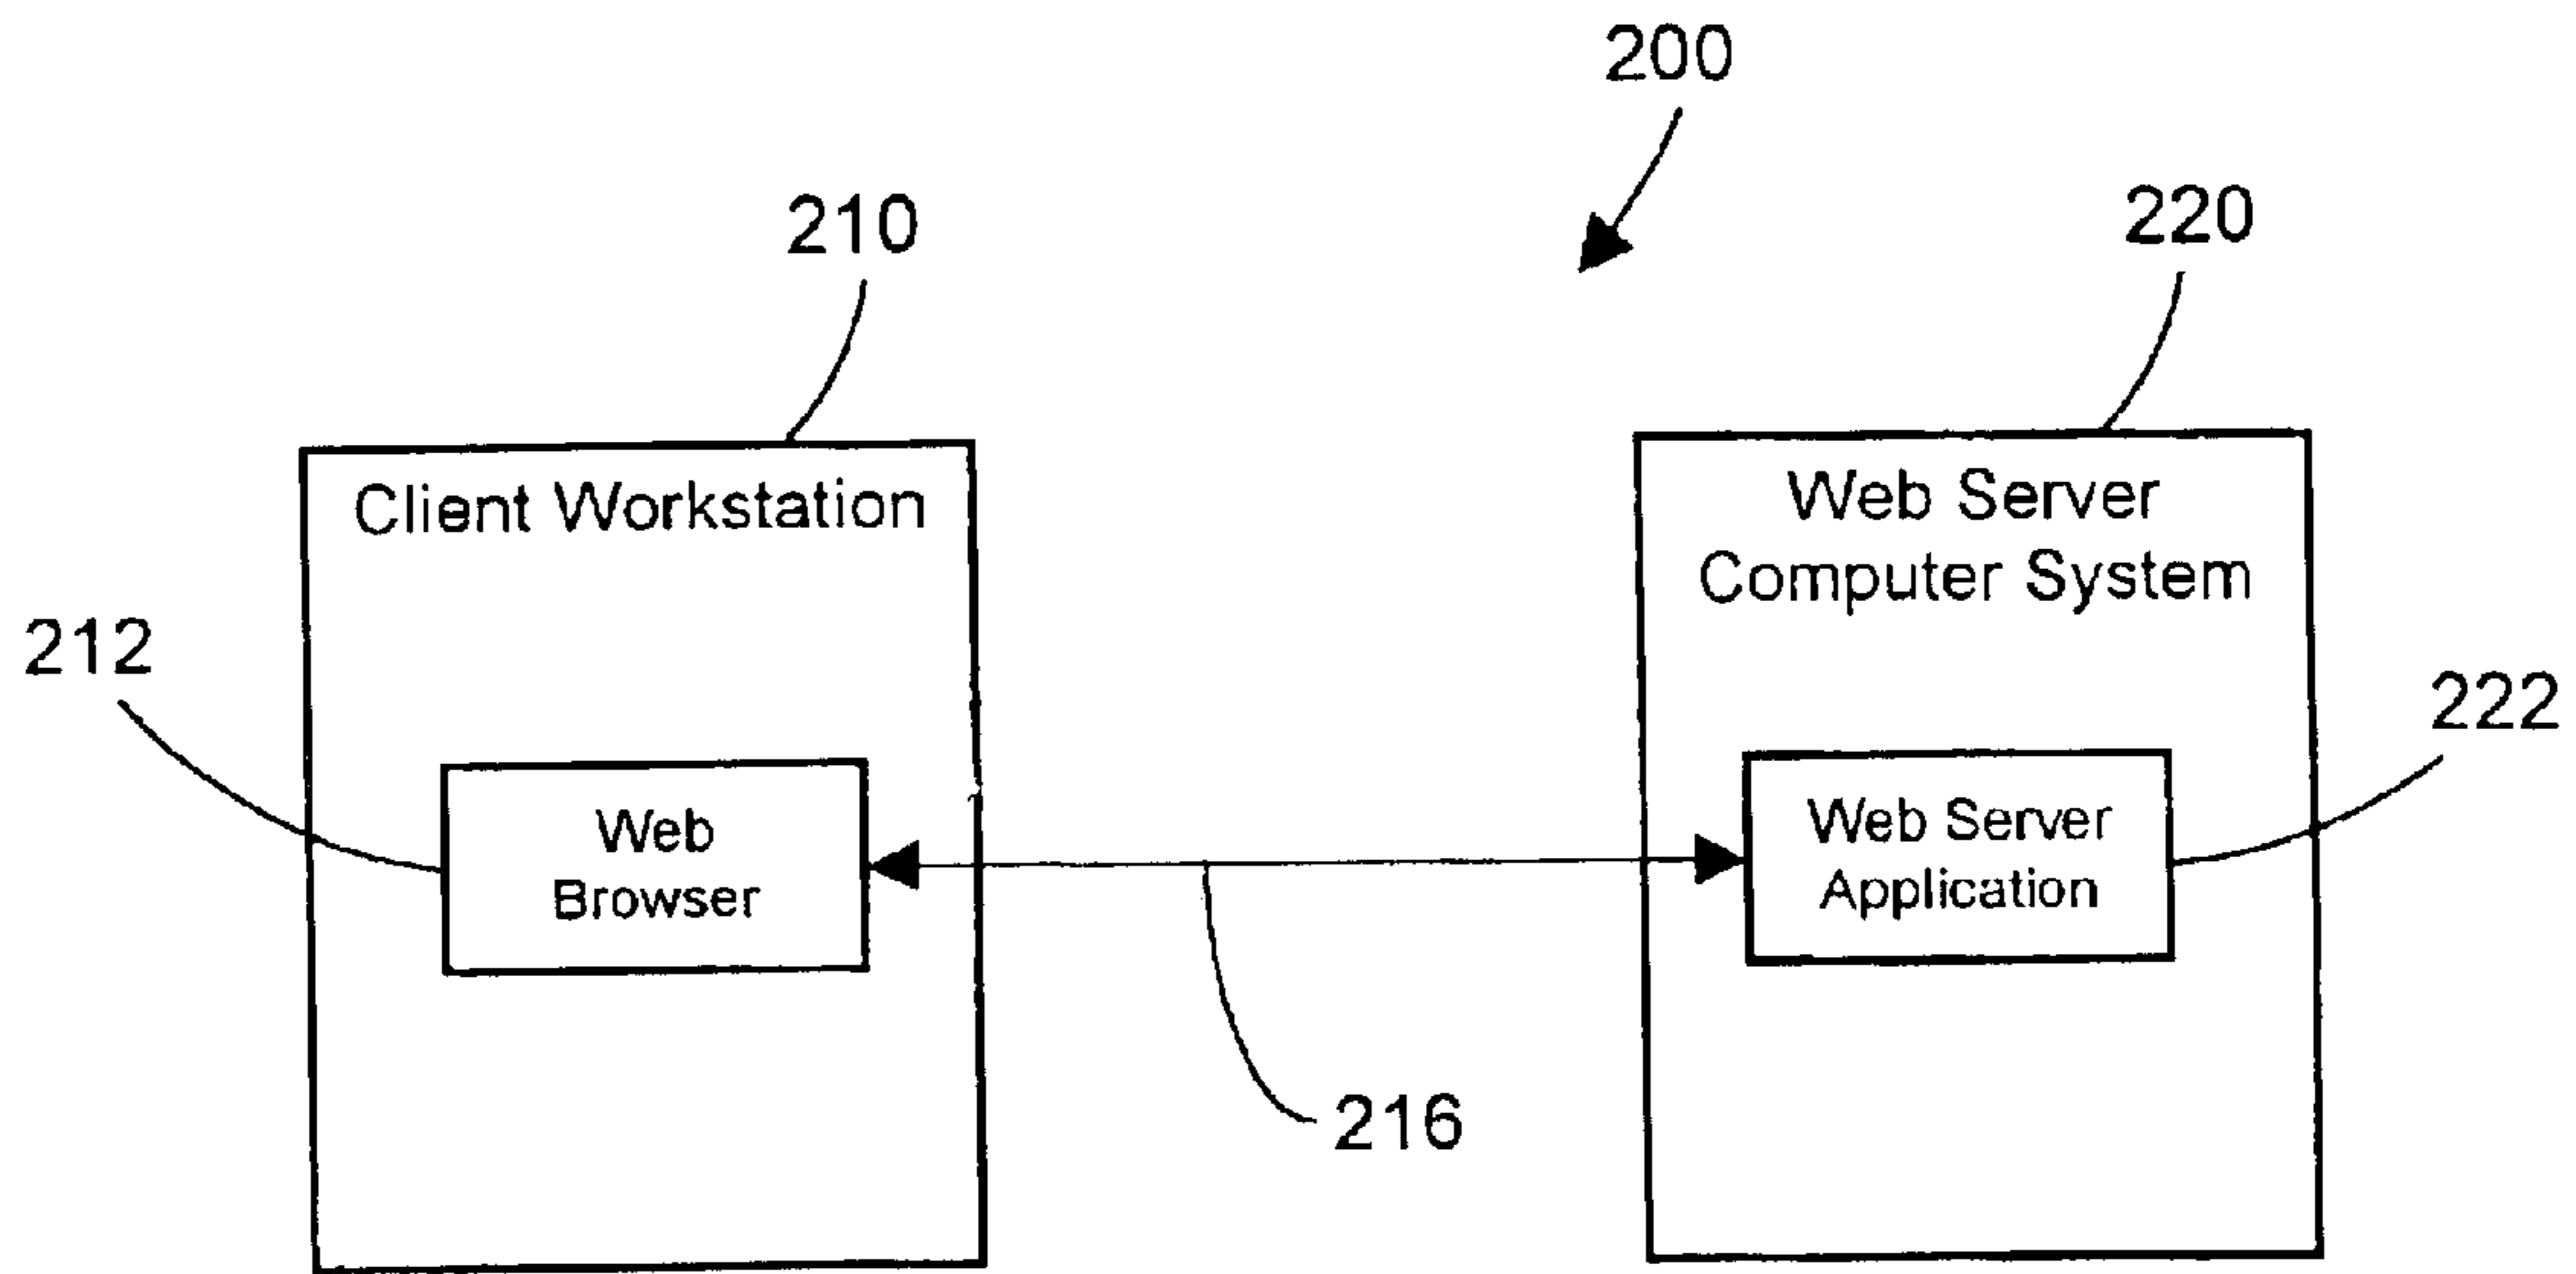 200
210
220
Client Workstation
Web Server
Computer System
212
222
Web
Browser
Web Server
Application
216